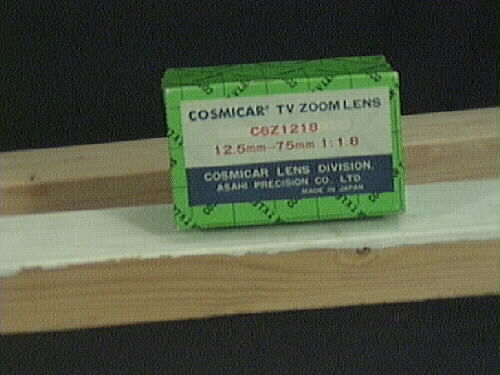 COSMICAR® TV ZOOM LENS
C6Z1218
12.5mm-75mm 1:1.8
COSMICAR LENS DIVISION,
ASAHI PRECISION CO., LTD.
MADE IN JAPAN